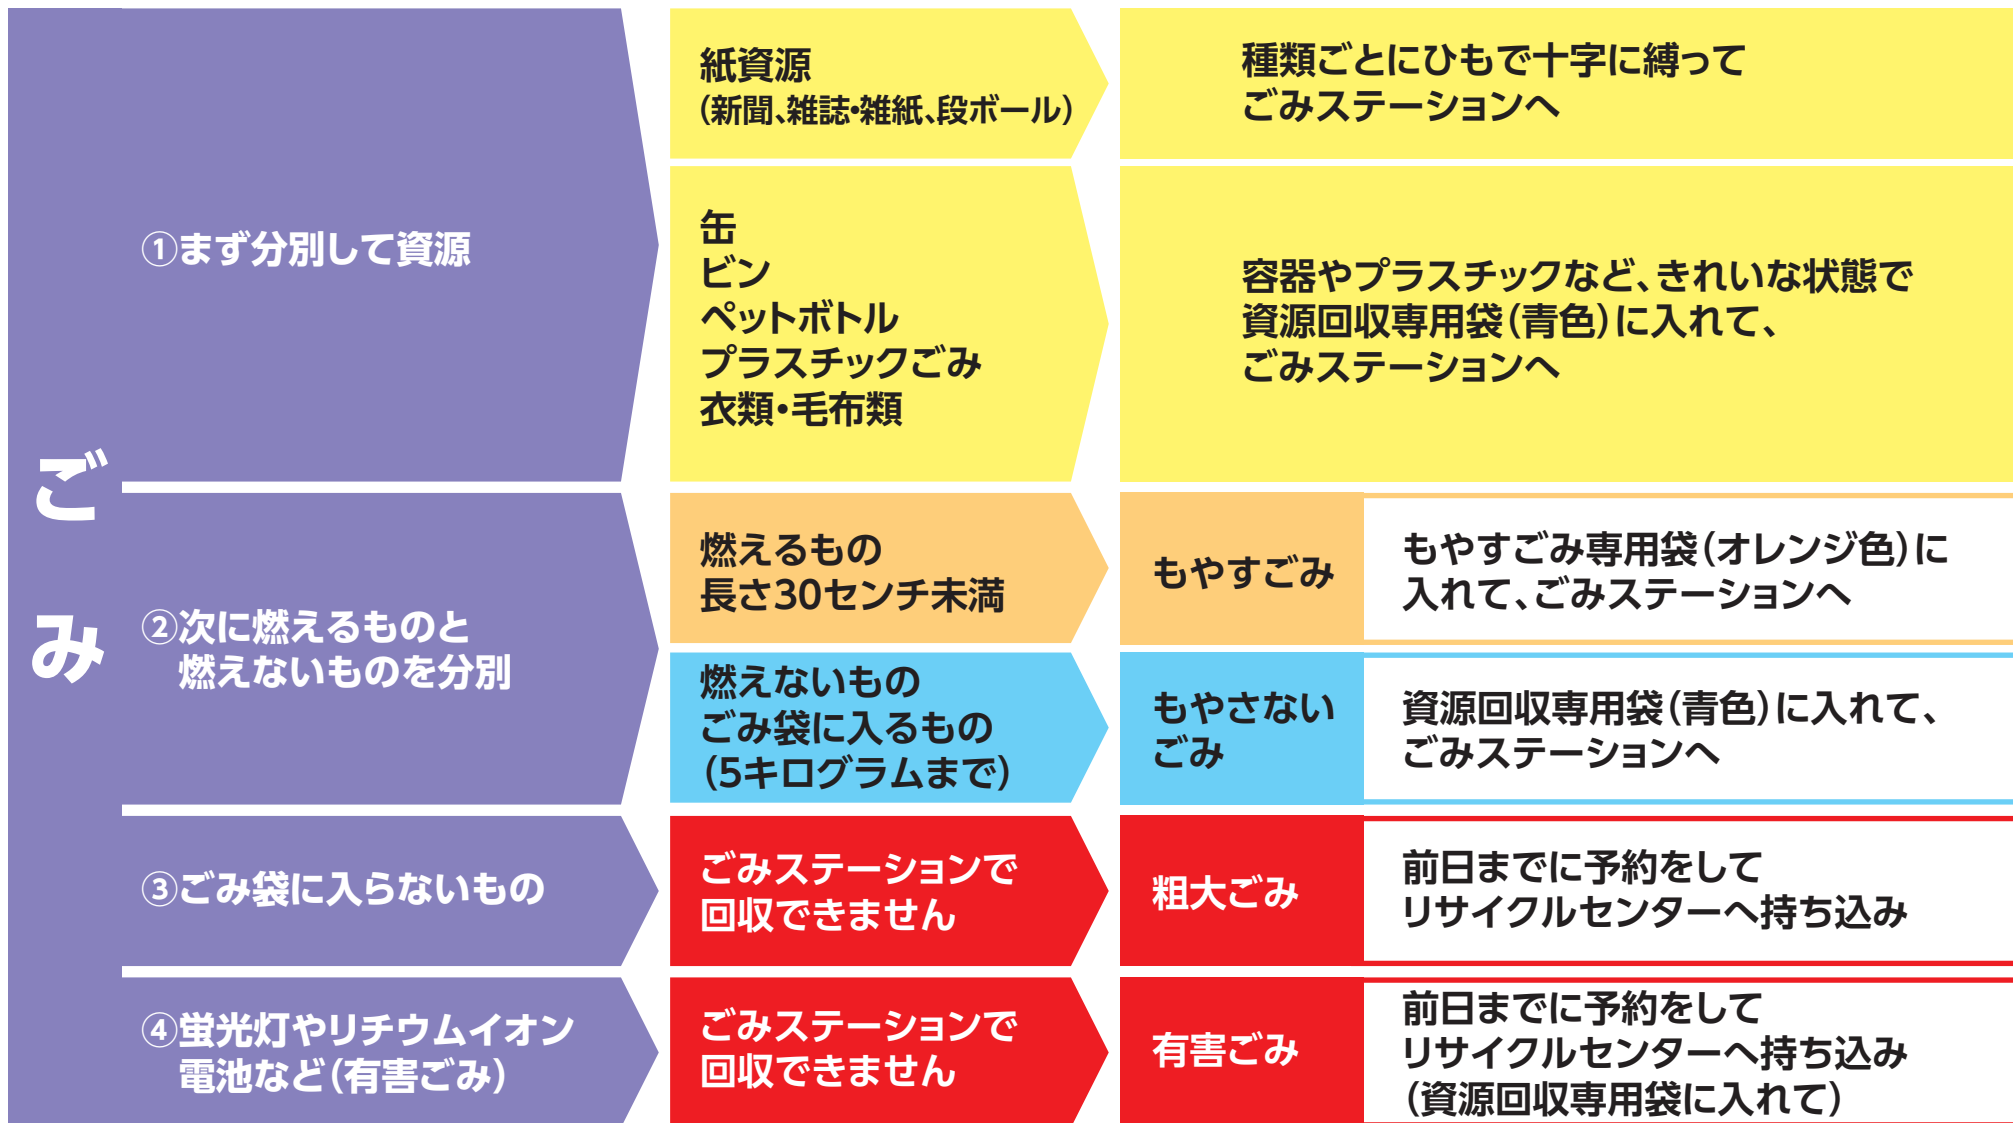 ごみ
①まず分別して資源
紙資源
(新聞、雑誌・雑紙、段ボール)
種類ごとにひもで十字に縛って
ごみステーションへ
缶
ビン
ペットボトル
プラスチックごみ
衣類・毛布類
容器やプラスチックなど、きれいな状態で
資源回収専用袋(青色)に入れて、
ごみステーションへ
②次に燃えるものと
燃えないものを分別
燃えるもの
長さ30センチ未満
もやすごみ
もやすごみ専用袋(オレンジ色)に
入れて、ごみステーションへ
燃えないもの
ごみ袋に入るもの
(5キログラムまで)
もやさない
ごみ
資源回収専用袋(青色)に入れて、
ごみステーションへ
③ごみ袋に入らないもの
ごみステーションで
回収できません
粗大ごみ
前日までに予約をして
リサイクルセンターへ持ち込み
④蛍光灯やリチウムイオン
電池など(有害ごみ)
ごみステーションで
回収できません
有害ごみ
前日までに予約をして
リサイクルセンターへ持ち込み
(資源回収専用袋に入れて)